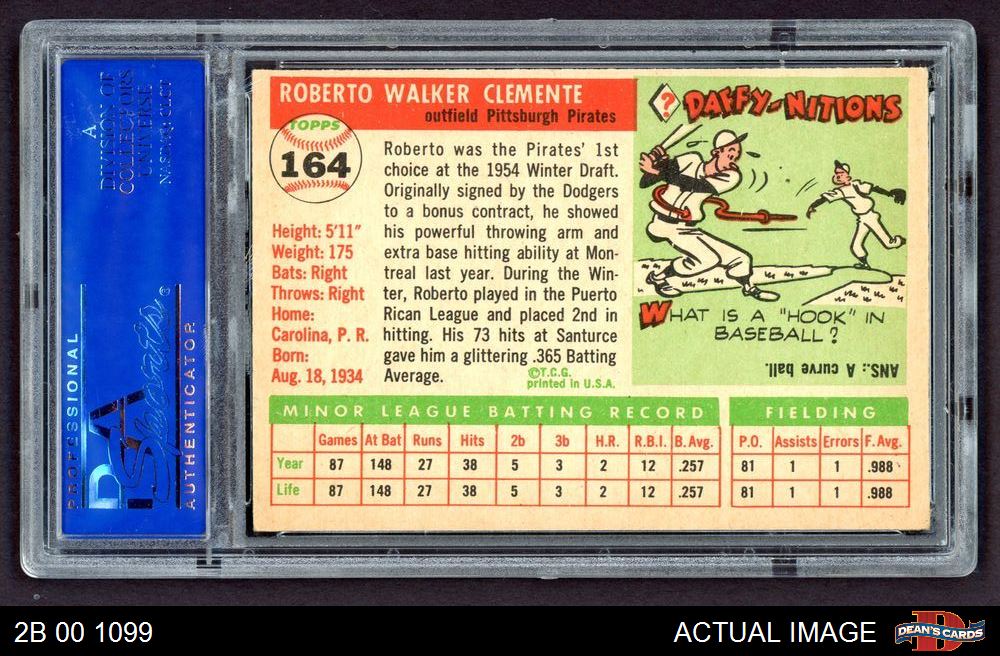 A
DIVISION OF
COLLECTORS
UNIVERSE
NASDAQ: CLCT
PROFESSIONAL
PSA
Sports
®
AUTHENTICATOR
ROBERTO WALKER CLEMENTE
outfield Pittsburgh Pirates
TOPPS
164
Height: 5'11"
Weight: 175
Bats: Right
Throws: Right
Home:
Carolina, P. R.
Born:
Aug. 18, 1934
Roberto was the Pirates' 1st
choice at the 1954 Winter Draft.
Originally signed by the Dodgers
to a bonus contract, he showed
his powerful throwing arm and
extra base hitting ability at Mon-
treal last year. During the Win-
ter, Roberto played in the Puerto
Rican League and placed 2nd in
hitting. His 73 hits at Santurce
gave him a glittering .365 Batting
Average.
©T.C.G.
printed in U.S.A.
? DAFFY-NITIONS
WHAT IS A "HOOK" IN
BASEBALL?
ANS.: A curve ball.
MINOR LEAGUE BATTING RECORD
Games At Bat Runs Hits 2b 3b H.R. R.B.I. B. Avg.
Year 87 148 27 38 5 3 2 12 .257
Life 87 148 27 38 5 3 2 12 .257
FIELDING
P.O. Assists Errors F. Avg.
81 1 1 .988
81 1 1 .988
2B 00 1099
ACTUAL IMAGE
D
DEAN'S CARDS